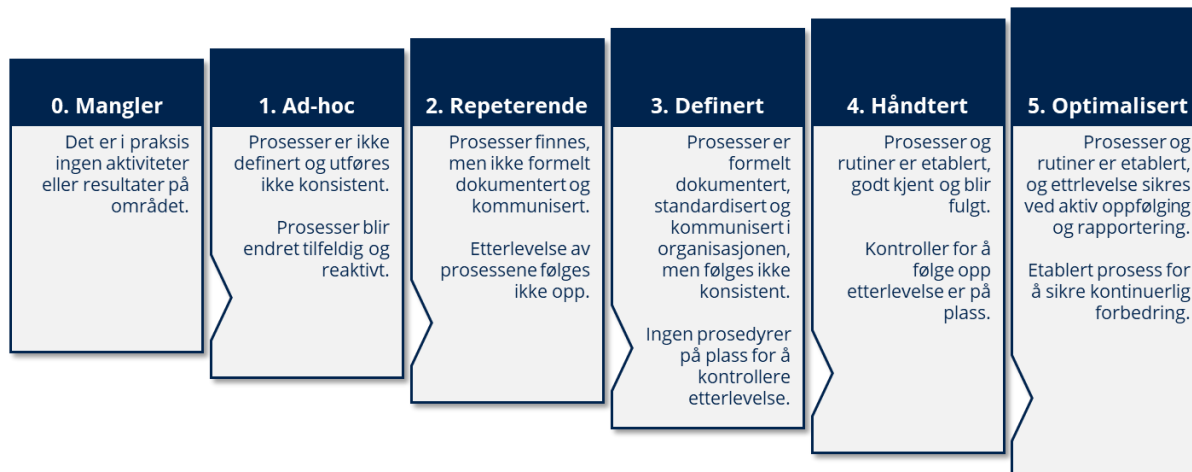 0. Mangler
Det er i praksis
ingen aktiviteter
eller resultater på
området.
1. Ad-hoc
Prosesser er ikke
definert og utføres
ikke konsistent.
Prosesser blir
endret tilfeldig og
reaktivt.
2. Repeterende
Prosesser finnes,
men ikke formelt
dokumentert og
kommunisert.
Etterlevelse av
prosessene følges
ikke opp.
3. Definert
Prosesser er
formelt
dokumentert,
standardisert og
kommunisert i
organisasjonen,
men følges ikke
konsistent.
Ingen prosedyrer
på plass for å
kontrollere
etterlevelse.
4. Håndtert
Prosesser og
rutiner er etablert,
godt kjent og blir
fulgt.
Kontroller for å
følge opp
etterlevelse er på
plass.
5. Optimalisert
Prosesser og
rutiner er etablert,
og ettrlevelse sikres
ved aktiv oppfølging
og rapportering.
Etablert prosess for
å sikre kontinuerlig
forbedring.